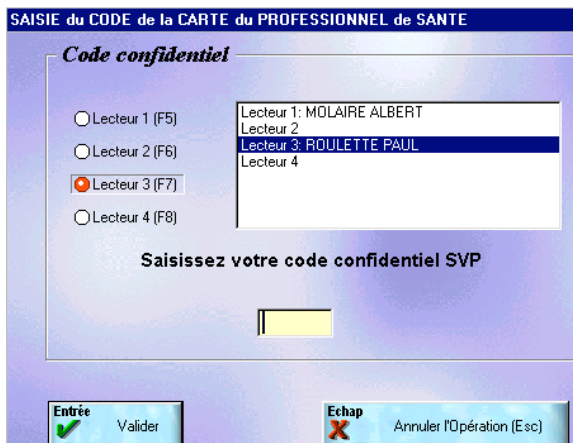 SAISIE du CODE de la CARTE du PROFESSIONNEL de SANTE
Code confidentiel
Lecteur 1 (F5)
Lecteur 2 (F6)
Lecteur 3 (F7)
Lecteur 4 (F8)
Lecteur 1: MOLAIRE ALBERT
Lecteur 2
Lecteur 3: ROULETTE PAUL
Lecteur 4
Saisissez votre code confidentiel SVP
Entrée
Valider
Echap
Annuler l'Opération (Esc)